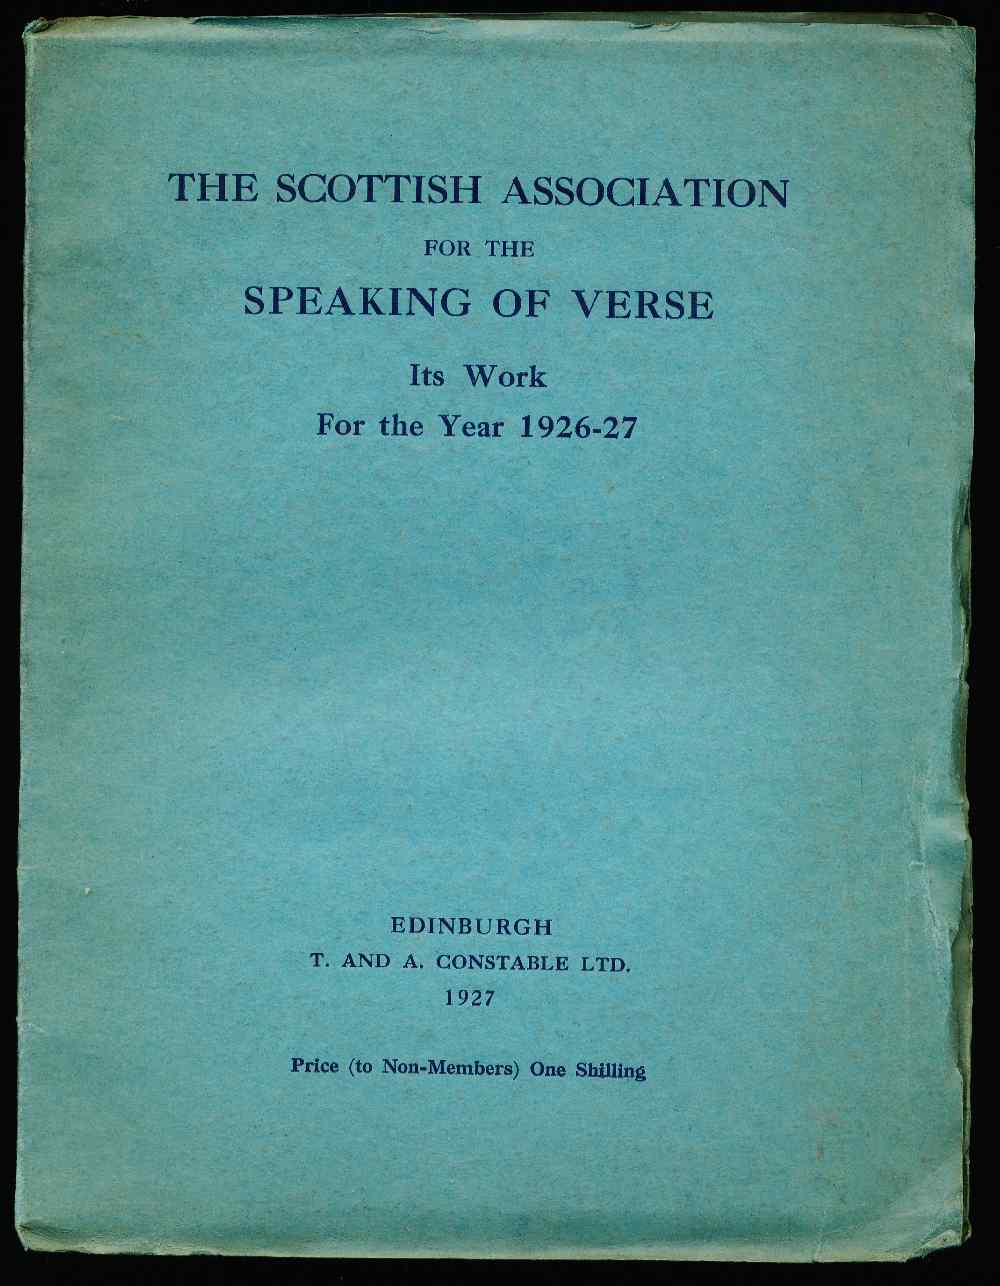 THE SCOTTISH ASSOCIATION
FOR THE
SPEAKING OF VERSE
Its Work
For the Year 1926-27
EDINBURGH
T. AND A. CONSTABLE LTD.
1927
Price (to Non-Members) One Shilling